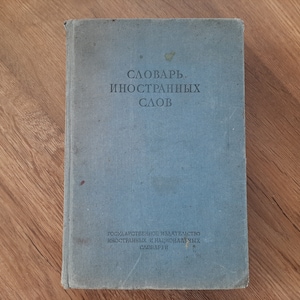 СЛОВАРЬ
ИНОСТРАННЫХ
СЛОВ
ГОСУДАРСТВЕННОЕ ИЗДАТЕЛЬСТВО
ИНОСТРАННЫХ И НАЦИОНАЛЬНЫХ
СЛОВАРЕЙ